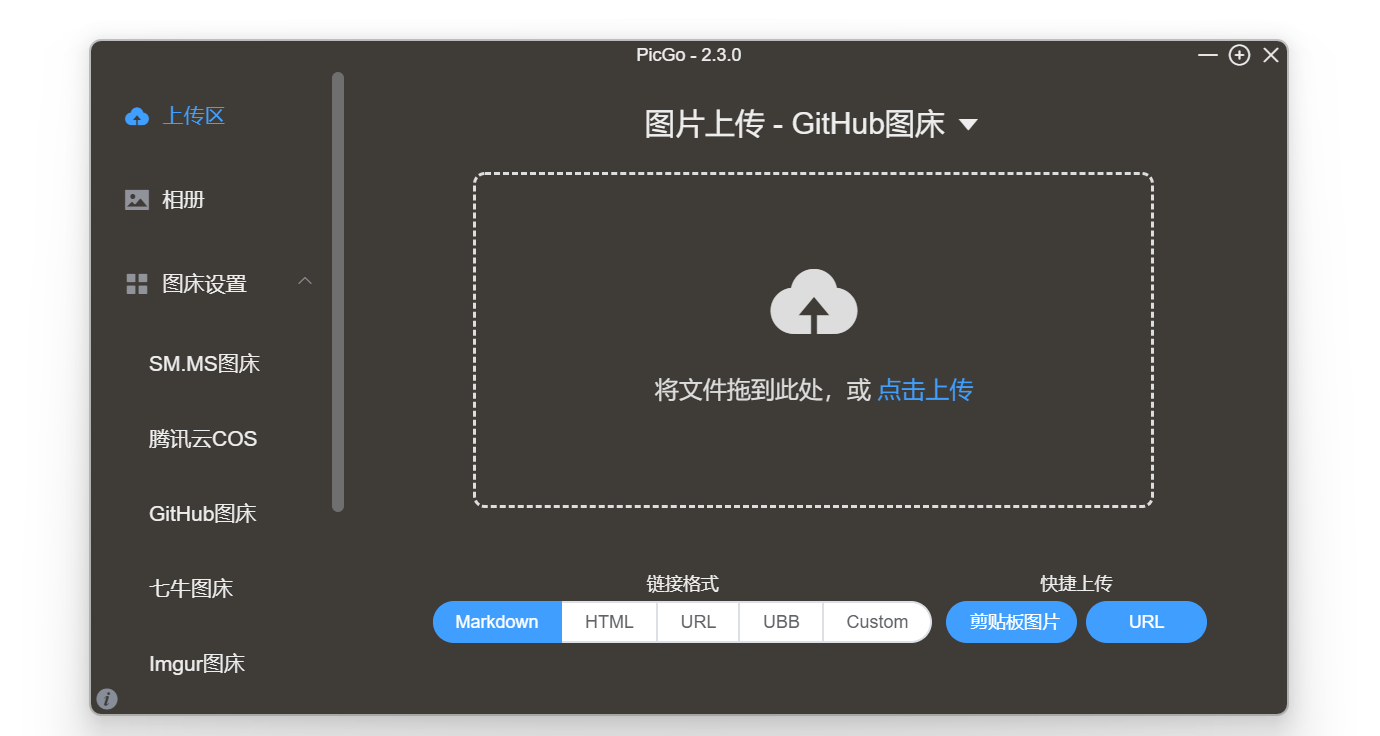 PicGo - 2.3.0
上传区
相册
图床设置
SM.MS图床
腾讯云COS
GitHub图床
七牛图床
Imgur图床
图片上传 - GitHub图床
将文件拖到此处，或 点击上传
链接格式
Markdown HTML URL UBB Custom
快捷上传
剪贴板图片 URL